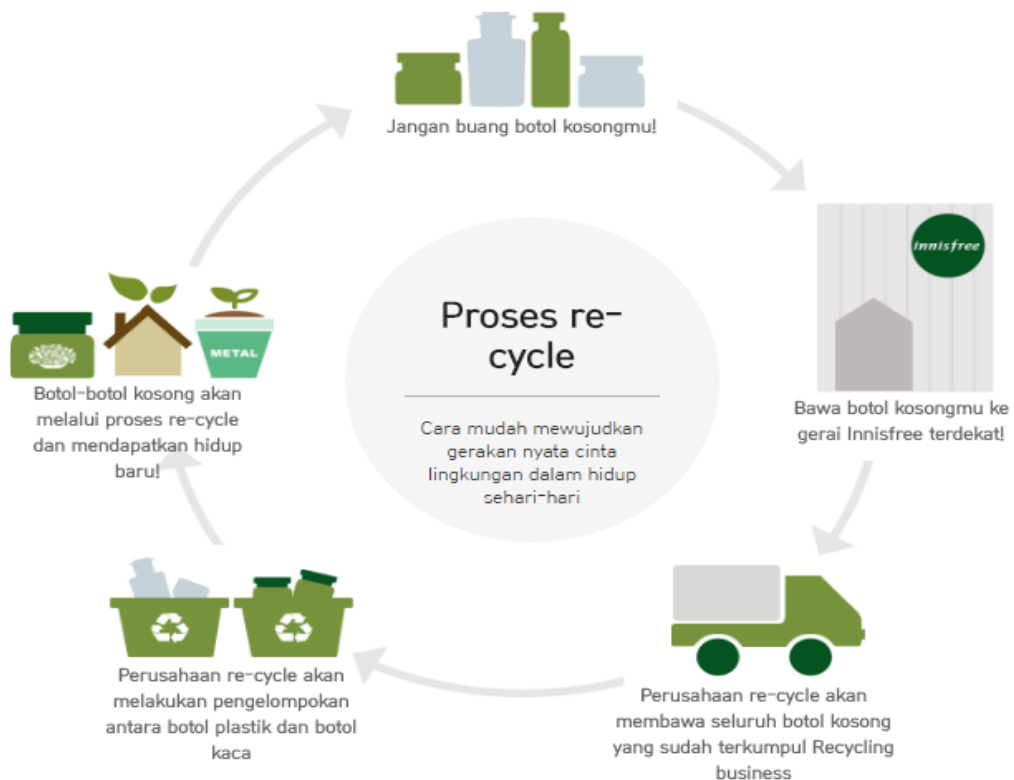 Jangan buang botol kosongmu!
innisfree
Bawa botol kosongmu ke
gerai Innisfree terdekat!
Perusahaan re-cycle akan
membawa seluruh botol kosong
yang sudah terkumpul Recycling
business
Perusahaan re-cycle akan
melakukan pengelompokan
antara botol plastik dan botol
kaca
METAL
Botol-botol kosong akan
melalui proses re-cycle
dan mendapatkan hidup
baru!
Proses re-
cycle
Cara mudah mewujudkan
gerakan nyata cinta
lingkungan dalam hidup
sehari-hari